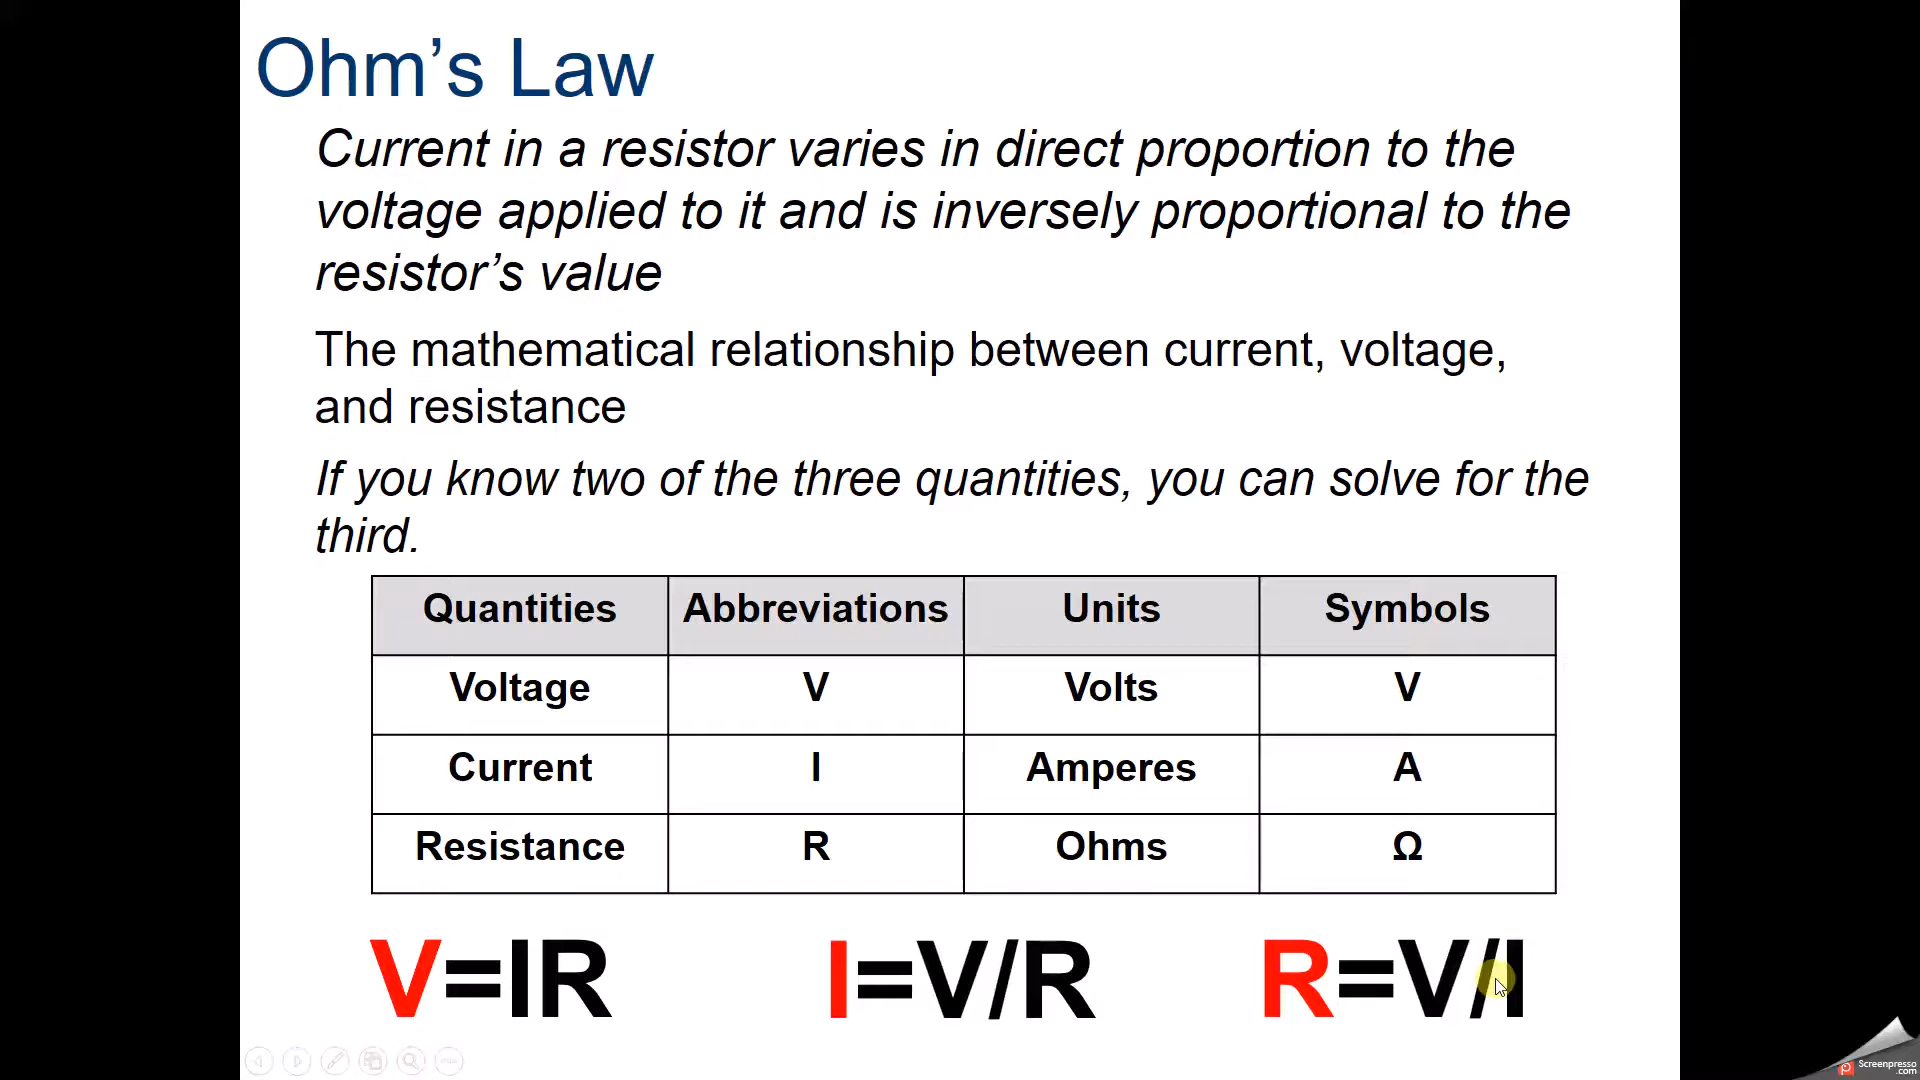 Ohm’s Law
Current in a resistor varies in direct proportion to the
voltage applied to it and is inversely proportional to the
resistor’s value
The mathematical relationship between current, voltage,
and resistance
If you know two of the three quantities, you can solve for the
third.
Quantities Abbreviations Units Symbols
Voltage V Volts V
Current I Amperes A
Resistance R Ohms Ω
V=IR I=V/R R=V/I
Screenpresso
.com